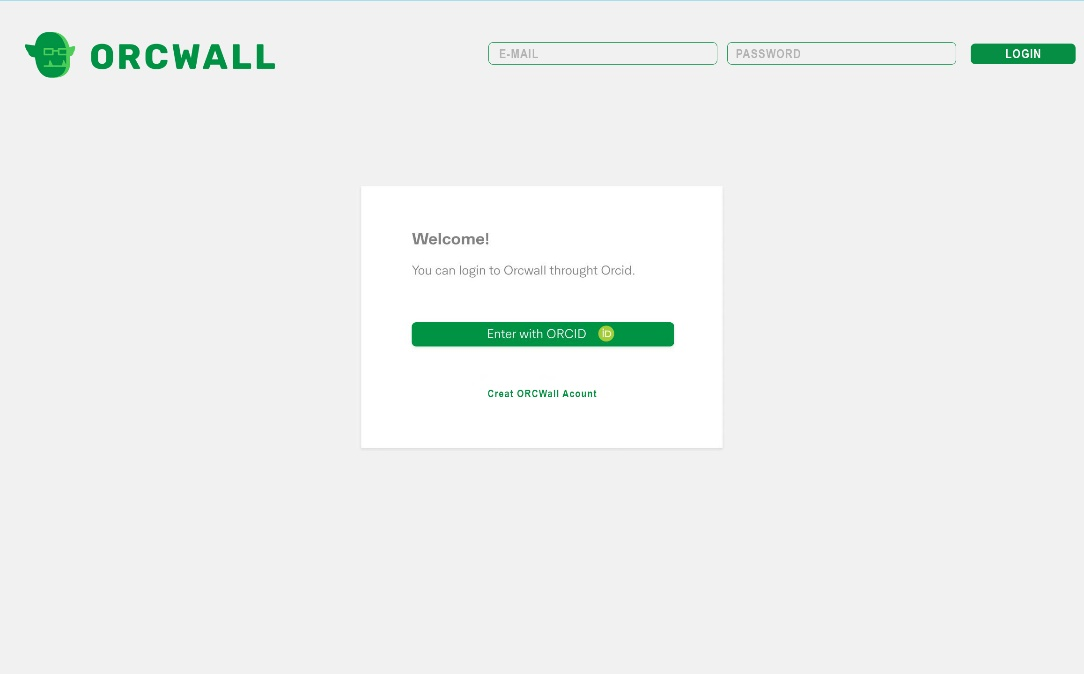 ORCWALL
E-MAIL
PASSWORD
LOGIN
Welcome!
You can login to Orcwall throught Orcid.
Enter with ORCID iD
Creat ORCWall Acount